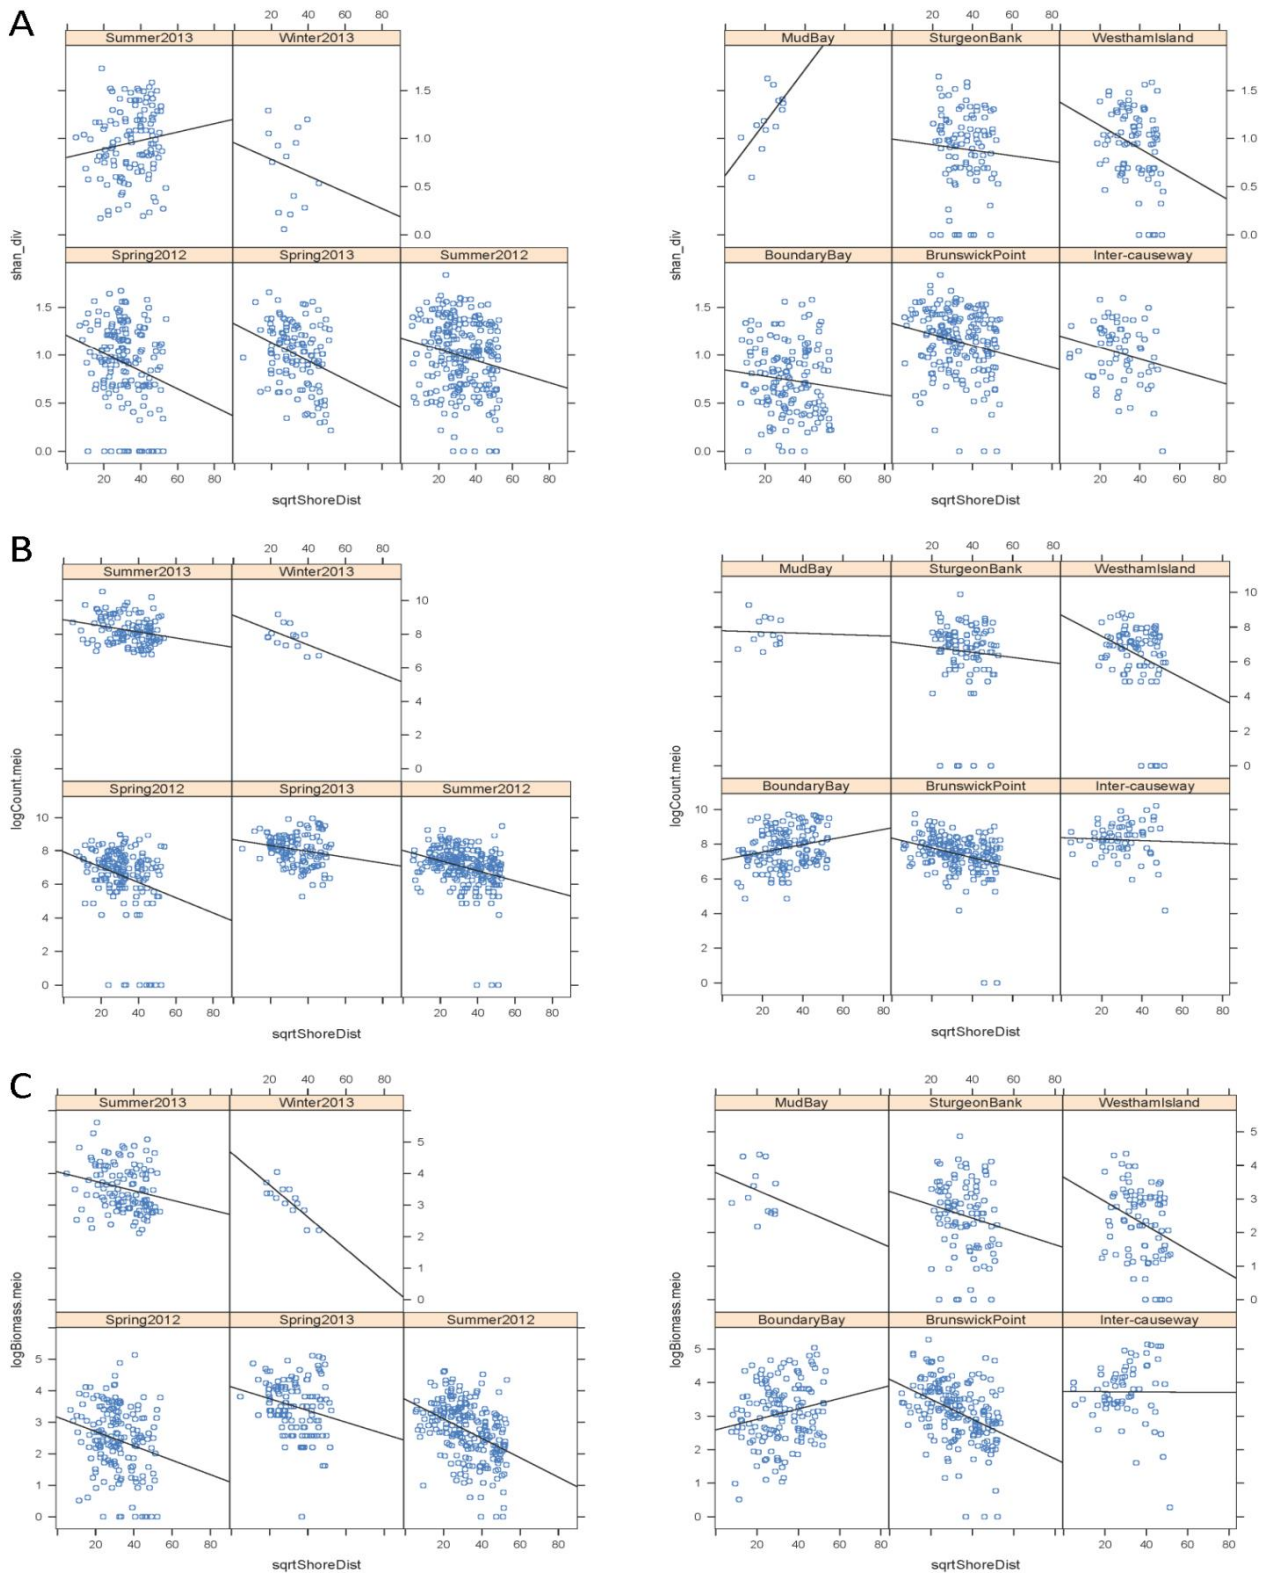 A
20 40 60 80
20 40 60 80
Summer2013 Winter2013
MudBay SturgeonBank WesthamIsland
1.5
1.0
0.5
0.0
1.5
1.0
0.5
0.0
shan_div
shan_div
Spring2012 Spring2013 Summer2012
BoundaryBay BrunswickPoint Inter-causeway
1.5
1.0
0.5
0.0
1.5
1.0
0.5
0.0
20 40 60 80 20 40 60 80
20 40 60 80 20 40 60 80
sqrtShoreDist
sqrtShoreDist
B
20 40 60 80
20 40 60 80
Summer2013 Winter2013
MudBay SturgeonBank WesthamIsland
10
8
6
4
2
0
10
8
6
4
2
0
logCount.meio
logCount.meio
Spring2012 Spring2013 Summer2012
BoundaryBay BrunswickPoint Inter-causeway
10
8
6
4
2
0
10
8
6
4
2
0
20 40 60 80 20 40 60 80
20 40 60 80 20 40 60 80
sqrtShoreDist
sqrtShoreDist
C
20 40 60 80
20 40 60 80
Summer2013 Winter2013
MudBay SturgeonBank WesthamIsland
5
4
3
2
1
0
5
4
3
2
1
0
logBiomass.meio
logBiomass.meio
Spring2012 Spring2013 Summer2012
BoundaryBay BrunswickPoint Inter-causeway
5
4
3
2
1
0
5
4
3
2
1
0
20 40 60 80 20 40 60 80
20 40 60 80 20 40 60 80
sqrtShoreDist
sqrtShoreDist